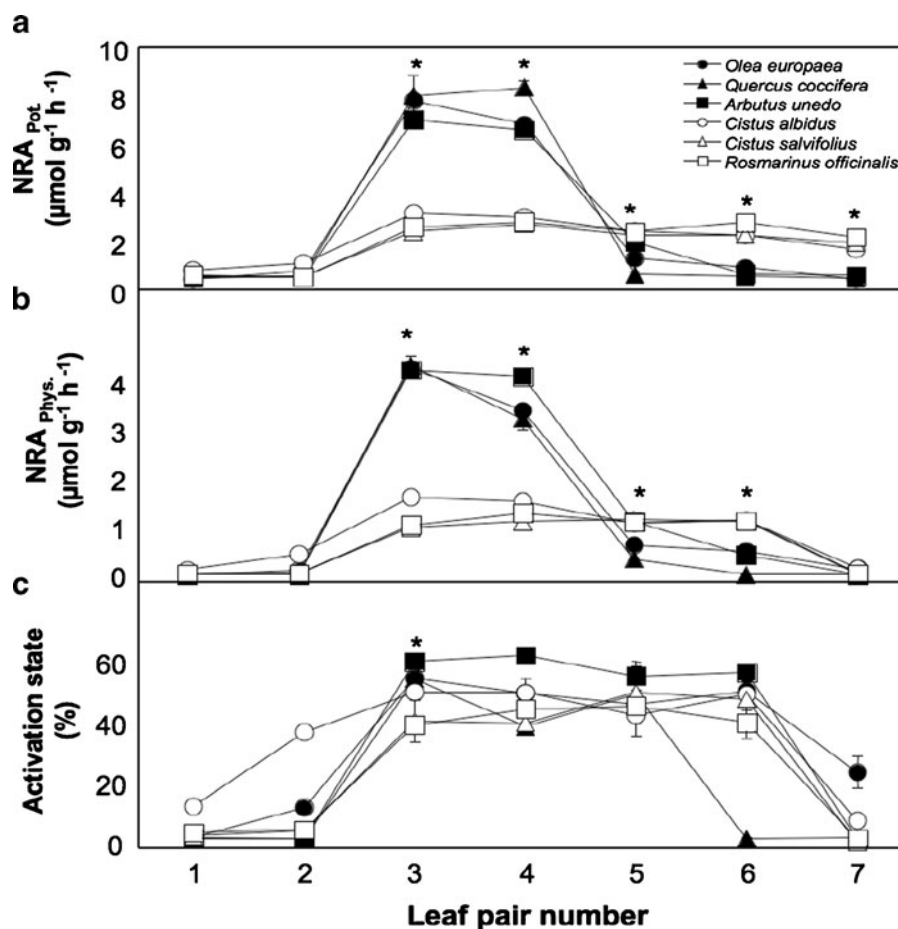 a
NRA Pot.
(µmol g-1 h -1)
10
8
6
4
2
0
* *
* * *
Olea europaea
Quercus coccifera
Arbutus unedo
Cistus albidus
Cistus salvifolius
Rosmarinus officinalis
b
NRA Phys.
(µmol g-1 h -1)
4
3
2
1
0
* *
* *
c
Activation state
(%)
60
40
20
0
*
1 2 3 4 5 6 7
Leaf pair number